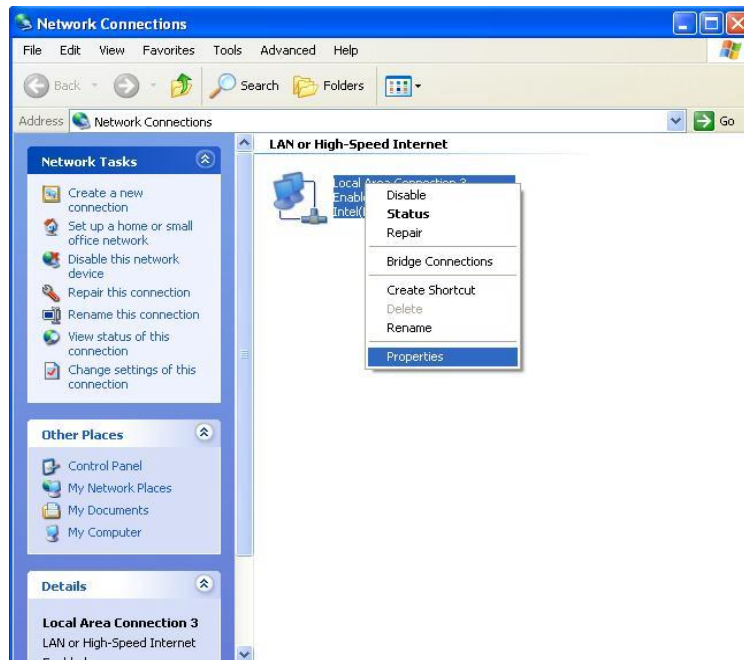 Network Connections
File Edit View Favorites Tools Advanced Help
Back Search Folders
Address Network Connections Go
Network Tasks
Create a new
connection
Set up a home or small
office network
Disable this network
device
Repair this connection
Rename this connection
View status of this
connection
Change settings of this
connection
Other Places
Control Panel
My Network Places
My Documents
My Computer
Details
Local Area Connection 3
LAN or High-Speed Internet
LAN or High-Speed Internet
Local Area Connection 3
Disable
Status
Repair
Bridge Connections
Create Shortcut
Delete
Rename
Properties